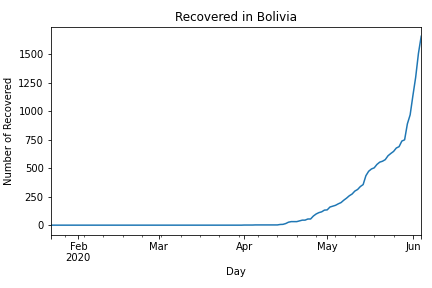 Recovered in Bolivia
Number of Recovered
1500
1250
1000
750
500
250
0
Feb
2020
Mar
Apr
May
Jun
Day